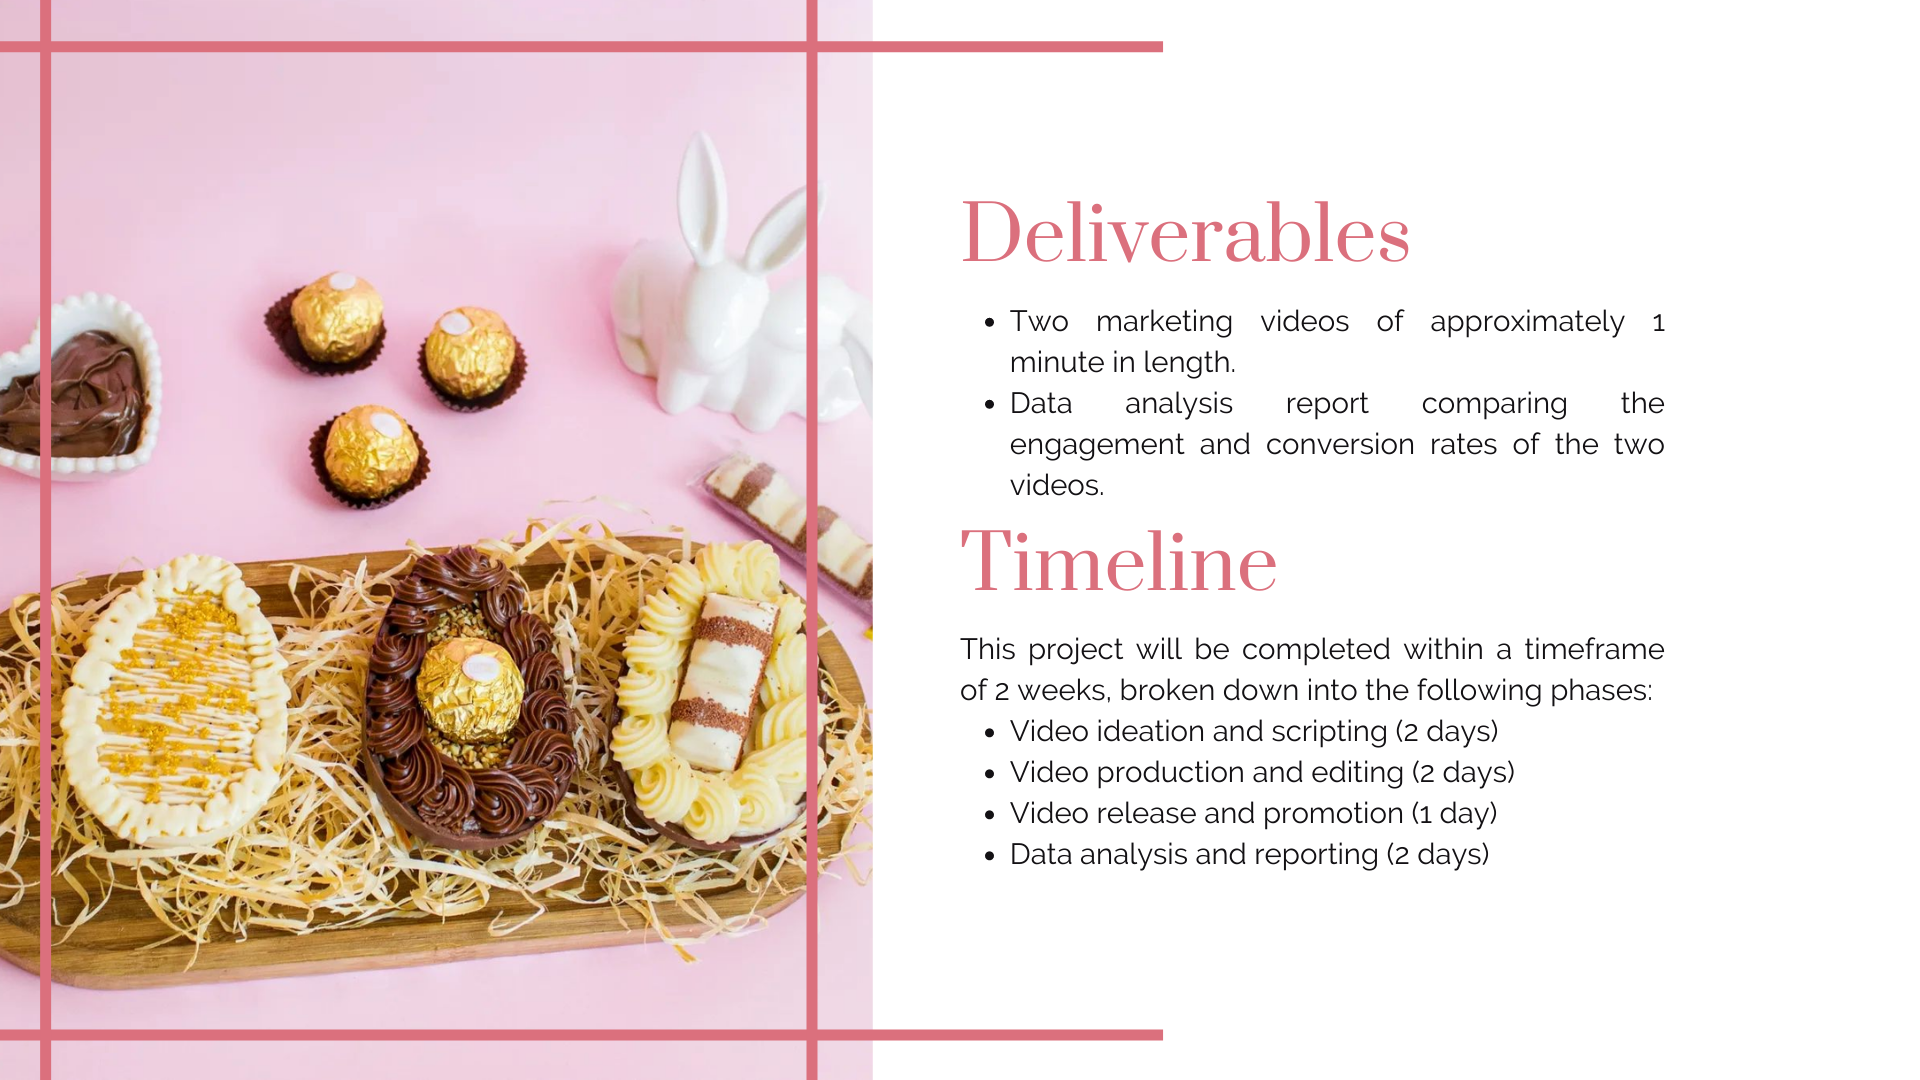 Deliverables
• Two marketing videos of approximately 1
minute in length.
• Data analysis report comparing the
engagement and conversion rates of the two
videos.
Timeline
This project will be completed within a timeframe
of 2 weeks, broken down into the following phases:
• Video ideation and scripting (2 days)
• Video production and editing (2 days)
• Video release and promotion (1 day)
• Data analysis and reporting (2 days)